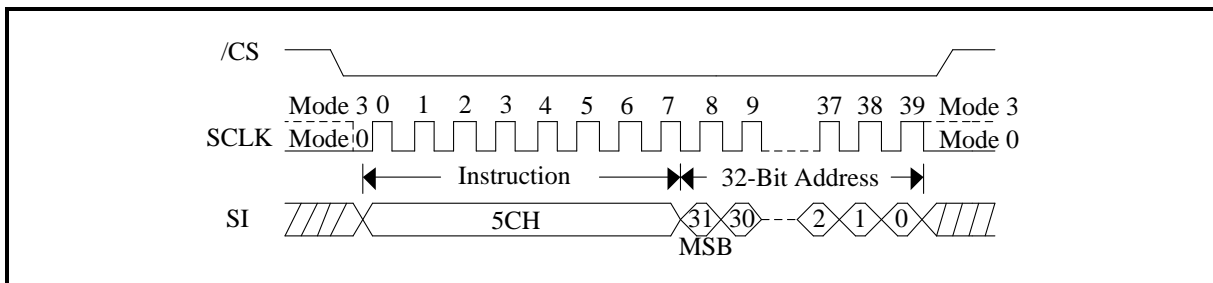 /CS
Mode 3 0 1 2 3 4 5 6 7 8 9 37 38 39 Mode 3
SCLK Mode 0 Mode 0
Instruction 32-Bit Address
SI 5CH 31 30 2 1 0
MSB